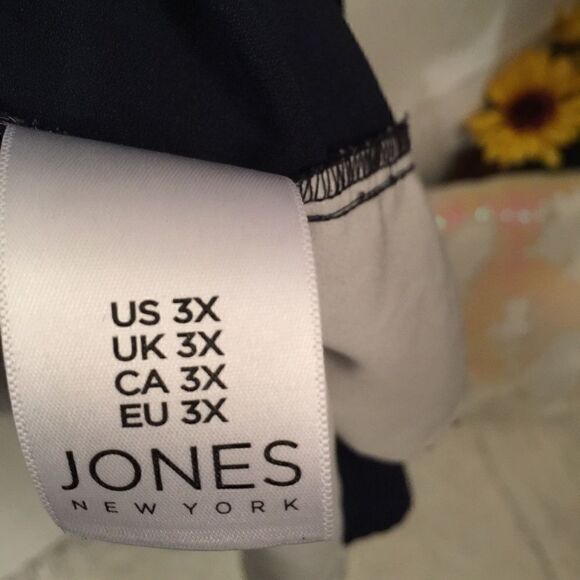 US 3X
UK 3X
CA 3X
EU 3X
JONES
NEW YORK